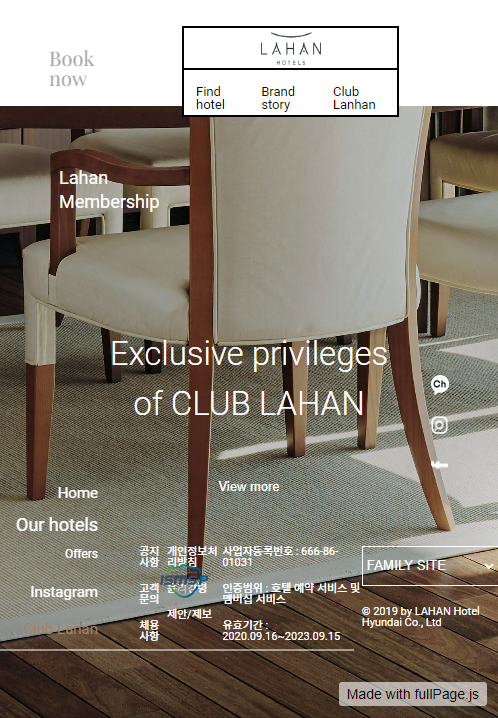 Book
now
LAHAN
HOTELS
Find
hotel
Brand
story
Club
Lanhan
Lahan
Membership
Exclusive privileges
of CLUB LAHAN
Ch
View more
Home
Our hotels
Offers
Instagram
Club Lahan
공지
사항
고객
문의
채용
사항
개인정보처
리방침
제안/제보
ISMS-P
사업자등록번호 : 666-86-
01031
인증범위 : 호텔 예약 서비스 및
멤버십 서비스
유효기간 :
2020.09.16~2023.09.15
FAMILY SITE
© 2019 by LAHAN Hotel
Hyundai Co., Ltd
Made with fullPage.js